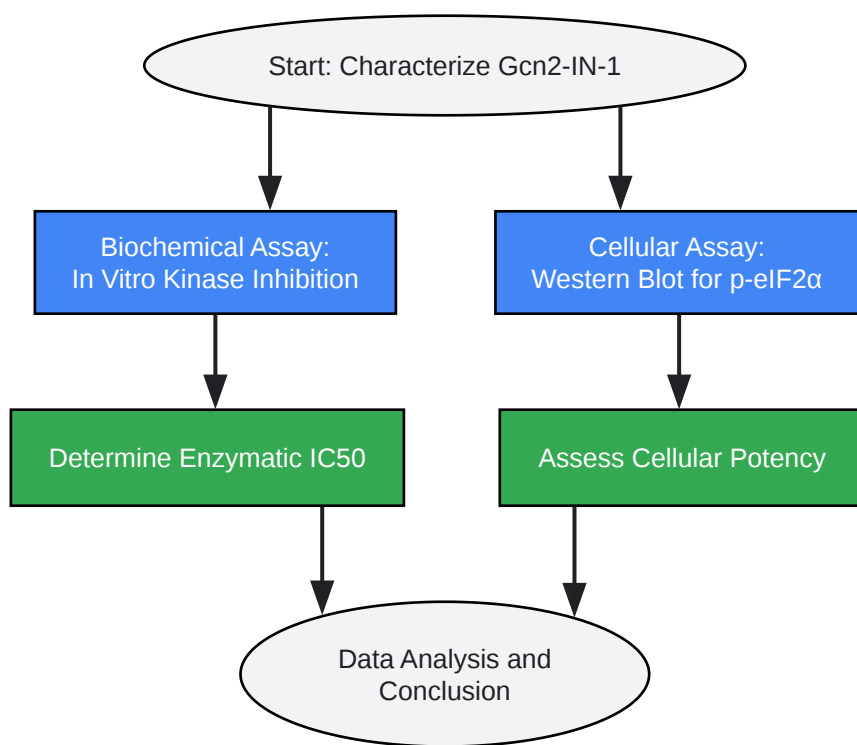 Start: Characterize Gcn2-IN-1
Biochemical Assay:
In Vitro Kinase Inhibition
Cellular Assay:
Western Blot for p-eIF2α
Determine Enzymatic IC50
Assess Cellular Potency
Data Analysis and
Conclusion